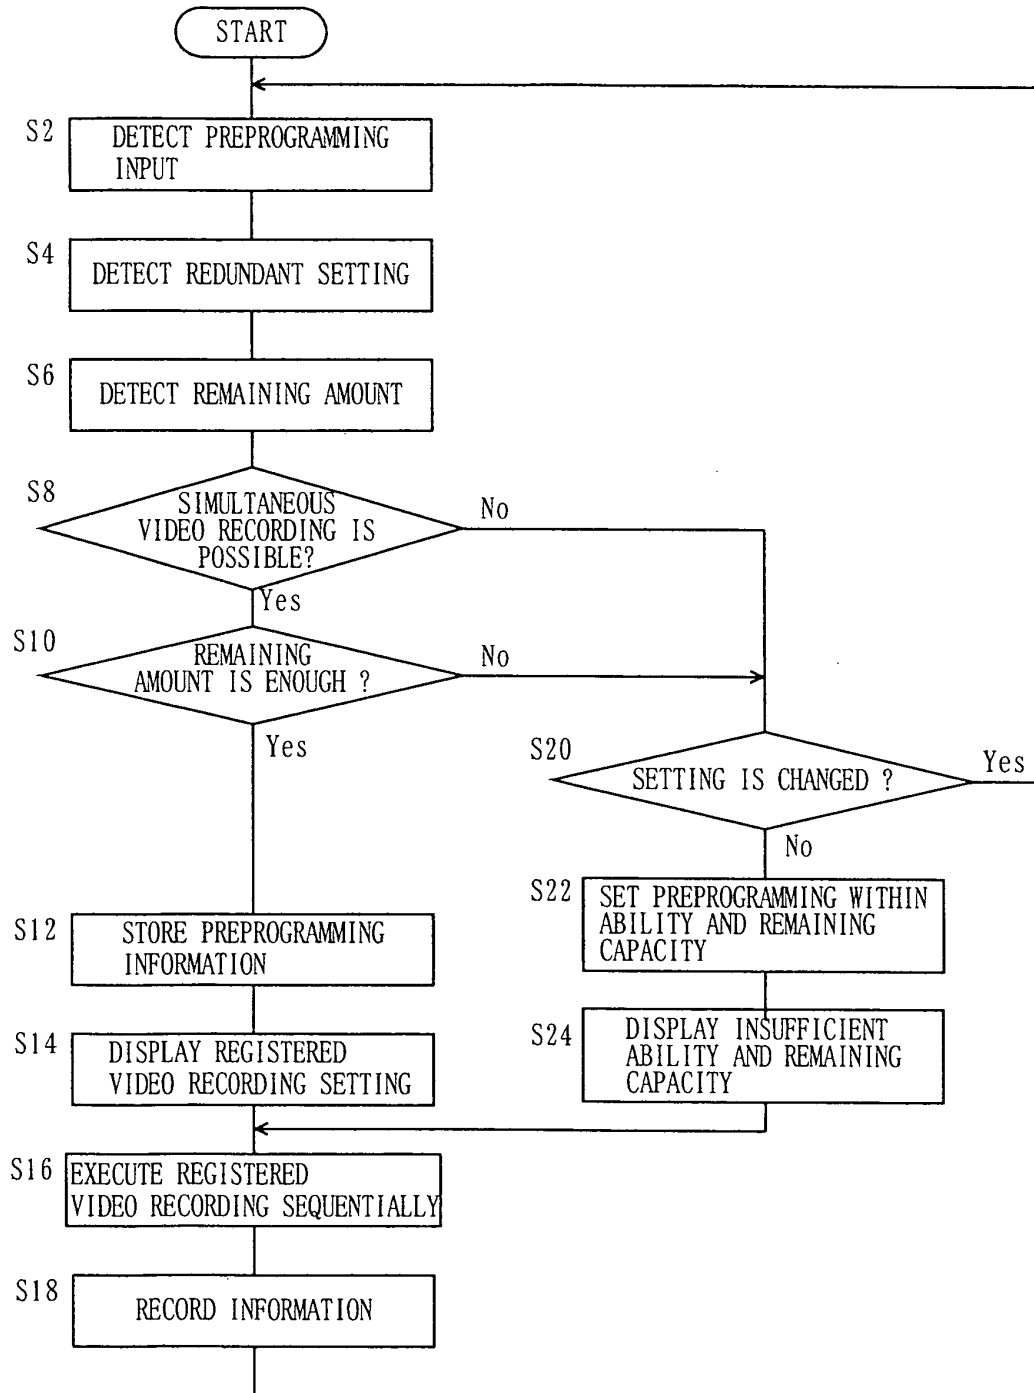 START
S2
DETECT PREPROGRAMMING
INPUT
S4
DETECT REDUNDANT SETTING
S6
DETECT REMAINING AMOUNT
S8
SIMULTANEOUS
VIDEO RECORDING IS
POSSIBLE?
No
Yes
S10
REMAINING
AMOUNT IS ENOUGH ?
No
Yes
S20
SETTING IS CHANGED ?
Yes
No
S22
SET PREPROGRAMMING WITHIN
ABILITY AND REMAINING
CAPACITY
S12
STORE PREPROGRAMMING
INFORMATION
S24
DISPLAY INSUFFICIENT
ABILITY AND REMAINING
CAPACITY
S14
DISPLAY REGISTERED
VIDEO RECORDING SETTING
S16
EXECUTE REGISTERED
VIDEO RECORDING SEQUENTIALLY
S18
RECORD INFORMATION